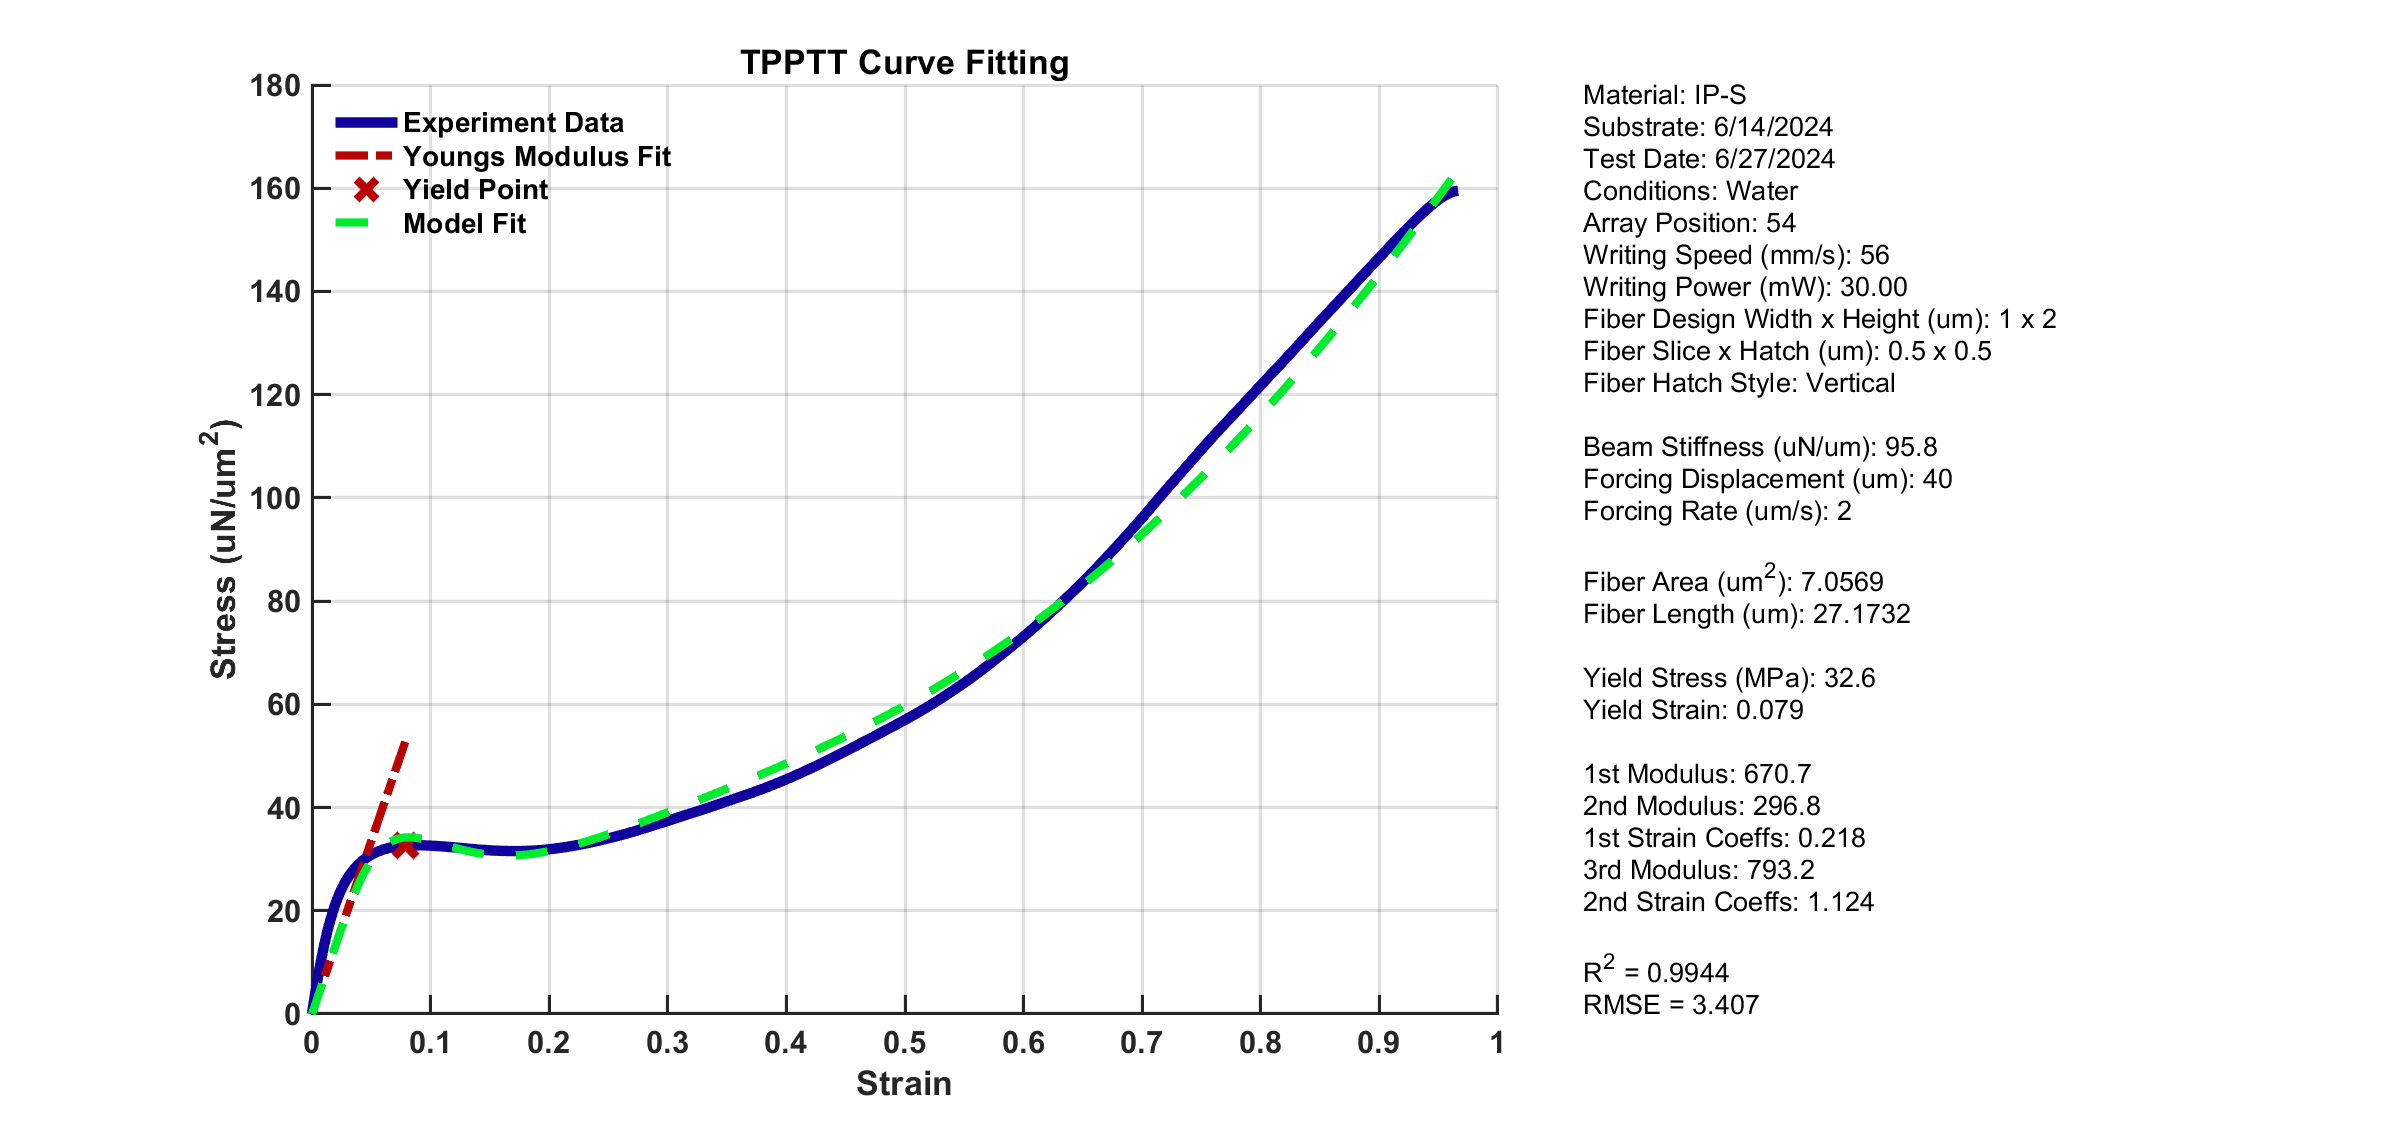 TPPTT Curve Fitting
180
160
140
120
100
80
60
40
20
0
Stress (uN/um²)
Experiment Data
Youngs Modulus Fit
Yield Point
Model Fit
0 0.1 0.2 0.3 0.4 0.5 0.6 0.7 0.8 0.9 1
Strain
Material: IP-S
Substrate: 6/14/2024
Test Date: 6/27/2024
Conditions: Water
Array Position: 54
Writing Speed (mm/s): 56
Writing Power (mW): 30.00
Fiber Design Width x Height (um): 1 x 2
Fiber Slice x Hatch (um): 0.5 x 0.5
Fiber Hatch Style: Vertical
Beam Stiffness (uN/um): 95.8
Forcing Displacement (um): 40
Forcing Rate (um/s): 2
Fiber Area (um²): 7.0569
Fiber Length (um): 27.1732
Yield Stress (MPa): 32.6
Yield Strain: 0.079
1st Modulus: 670.7
2nd Modulus: 296.8
1st Strain Coeffs: 0.218
3rd Modulus: 793.2
2nd Strain Coeffs: 1.124
R² = 0.9944
RMSE = 3.407